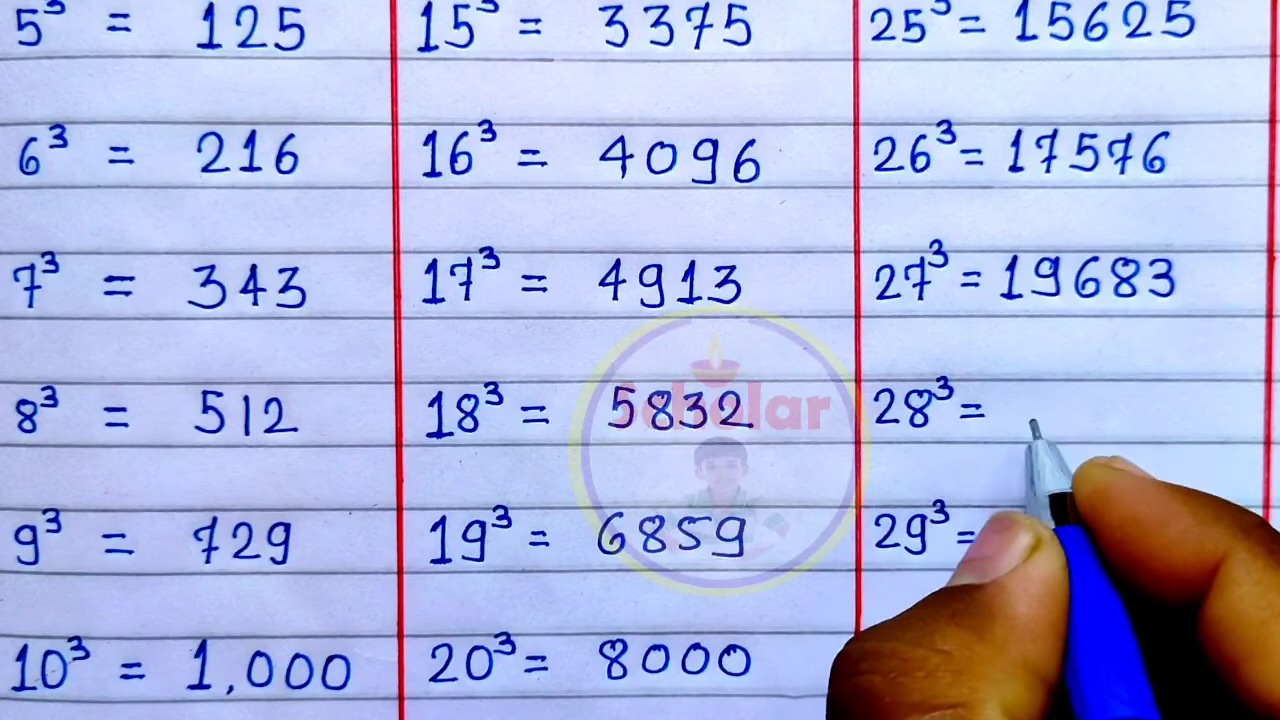 5³ = 125
6³ = 216
7³ = 343
8³ = 512
9³ = 729
10³ = 1,000
15³ = 3375
16³ = 4096
17³ = 4913
18³ = 5832
19³ = 6859
20³ = 8000
25³ = 15625
26³ = 17576
27³ = 19683
28³ =
29³ =
Scholar